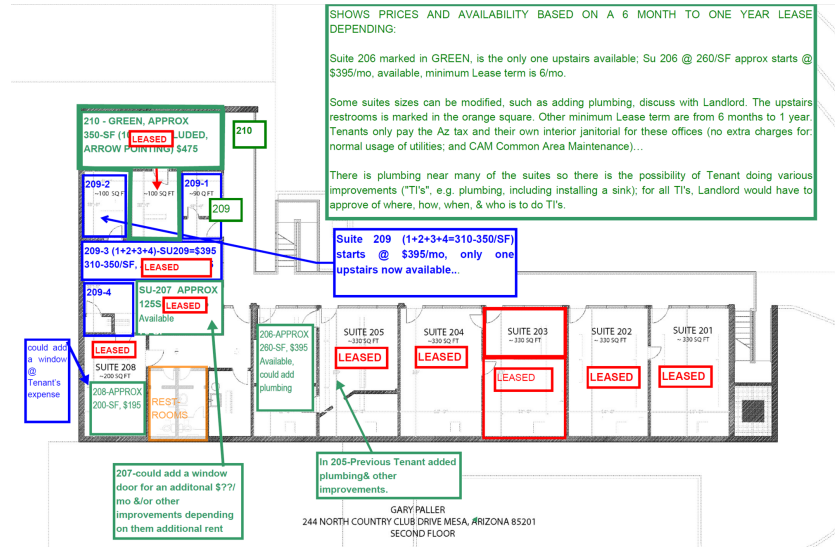 SHOWS PRICES AND AVAILABILITY BASED ON A 6 MONTH TO ONE YEAR LEASE
DEPENDING:
Suite 206 marked in GREEN, is the only one upstairs available; Su 206 @ 260/SF approx starts @
$395/mo, available, minimum Lease term is 6/mo.
Some suites sizes can be modified, such as adding plumbing, discuss with Landlord. The upstairs
restrooms is marked in the orange square. Other minimum Lease term are from 6 months to 1 year.
Tenants only pay the Az tax and their own interior janitorial for these offices (no extra charges for:
normal usage of utilities; and CAM Common Area Maintenance)…
There is plumbing near many of the suites so there is the possibility of Tenant doing various
improvements ("TI's", e.g. plumbing, including installing a sink); for all TI's, Landlord would have to
approve of where, how, when, & who is to do TI's.
210 - GREEN, APPROX
350-SF LUDED,
LEASED
ARROW POINTING) $475
210
209-2
~100 SQ FT
~100 SQ FT
209-1
~90 Q FT
209
209-3 (1+2+3+4)-SU209=$395
310-350/SF,
LEASED
Suite 209 (1+2+3+4=310-350/SF)
starts @ $395/mo, only one
upstairs now available...
209-4
SU-207 APPROX
125S
LEASED
Available
could add
a window
@
Tenant's
expense
LEASED
SUITE 208
~200 SQ FT
208-APPROX
200-SF, $195
REST-
ROOMS
206-APPROX
260-SF, $395
Available,
could add
plumbing
SUITE 205
~330 SQ FT
LEASED
SUITE 204
~330 SQ FT
LEASED
SUITE 203
~330 SQ FT
LEASED
SUITE 202
~ 330 SQ FT
LEASED
SUITE 201
~ 330 SQ FT
LEASED
207-could add a window
door for an additonal $??/
mo &/or other
improvements depending
on them additional rent
In 205-Previous Tenant added
plumbing& other
improvements.
GARY PALLER
244 NORTH COUNTRY CLUB DRIVE MESA, ARIZONA 85201
SECOND FLOOR